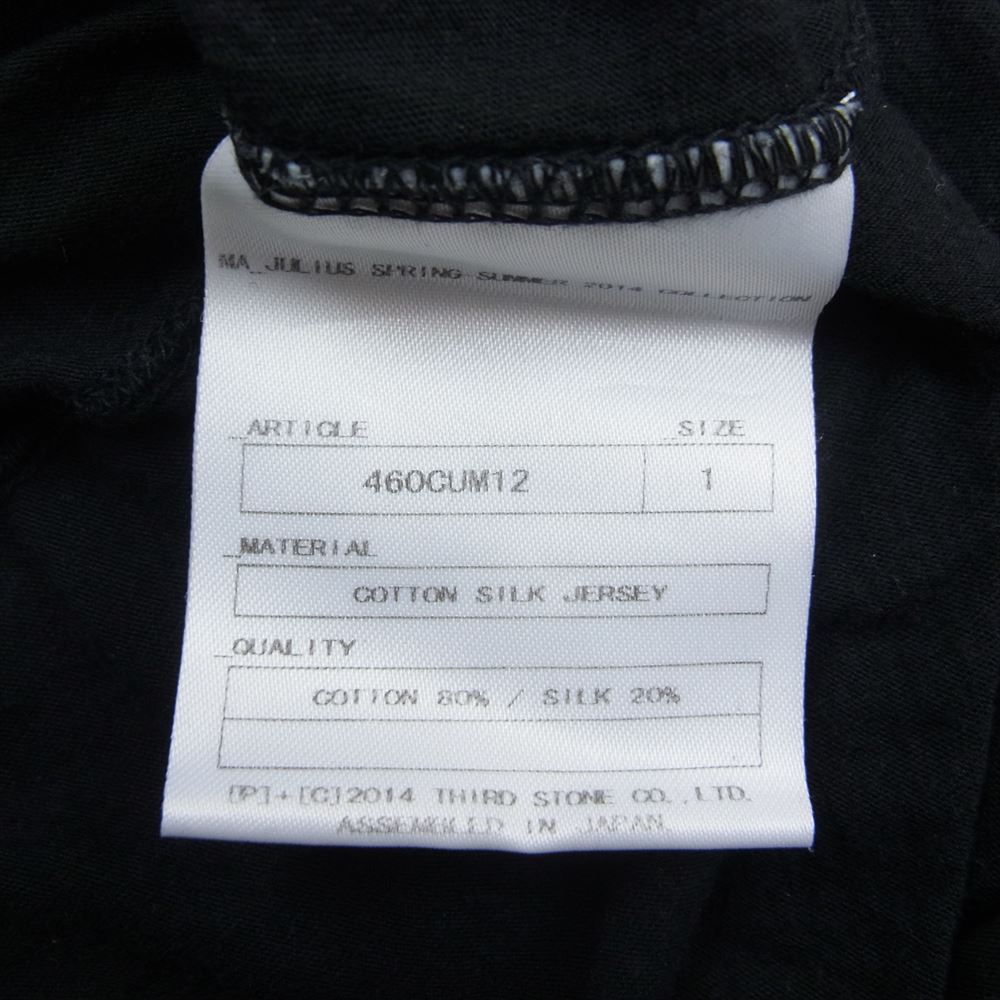 MA_JULIUS SPRING SUMMER 2014 COLLECTION
_ARTICLE _SIZE
460CUM12 1
_MATERIAL
COTTON SILK JERSEY
_QUALITY
COTTON 80% / SILK 20%
[P]+[C]2014 THIRD STONE CO.,LTD.
ASSEMBLED IN JAPAN